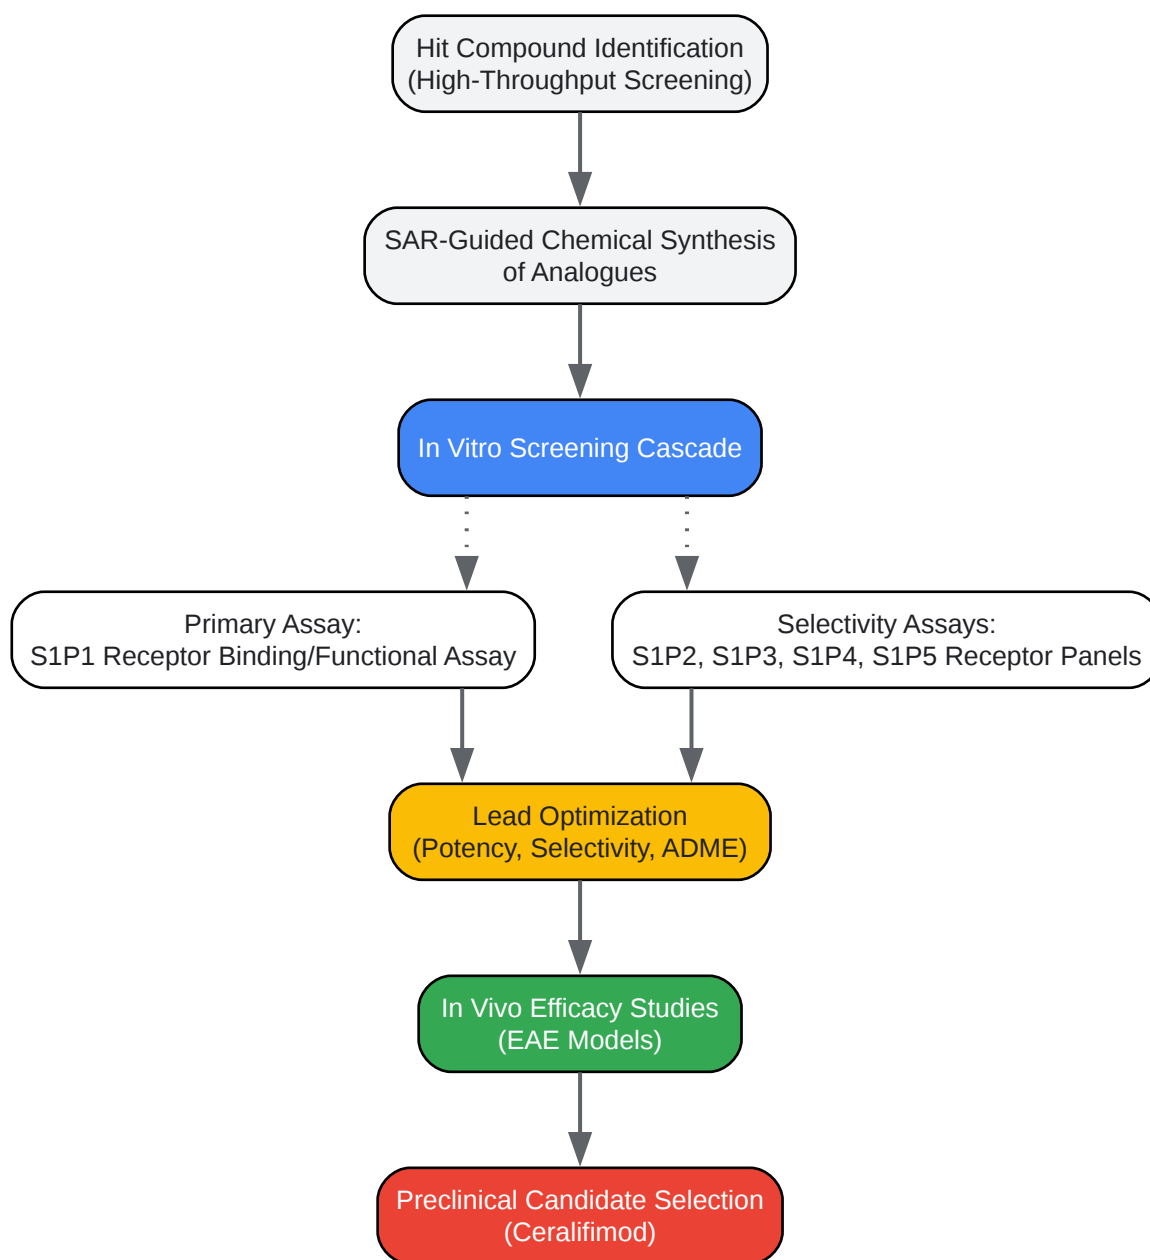 Hit Compound Identification
(High-Throughput Screening)
SAR-Guided Chemical Synthesis
of Analogues
In Vitro Screening Cascade
Primary Assay:
S1P1 Receptor Binding/Functional Assay
Selectivity Assays:
S1P2, S1P3, S1P4, S1P5 Receptor Panels
Lead Optimization
(Potency, Selectivity, ADME)
In Vivo Efficacy Studies
(EAE Models)
Preclinical Candidate Selection
(Ceralifimod)